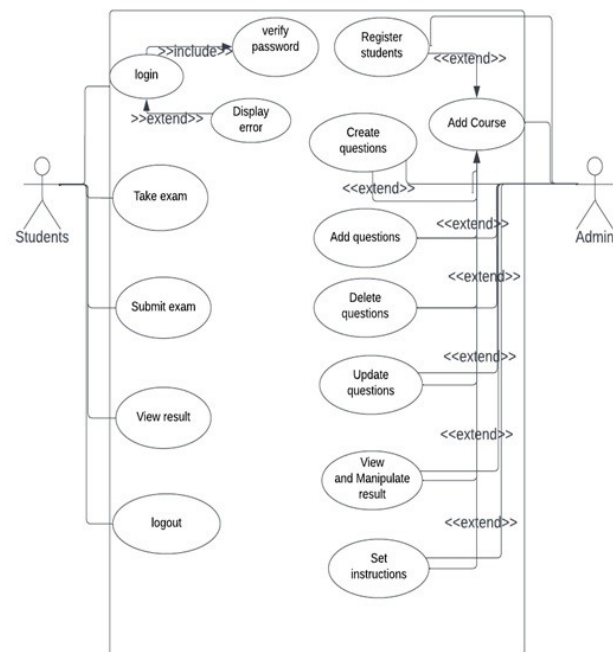 verify
password
>>include>>
login
Display
error
>>extend>>
Register
students
<<extend>>
Add Course
Create
questions
<<extend>>
Students
Take exam
Admin
Add questions
<<extend>>
<<extend>>
Submit exam
Delete
questions
<<extend>>
Update
questions
View result
<<extend>>
View
and Manipulate
result
logout
<<extend>>
Set
instructions